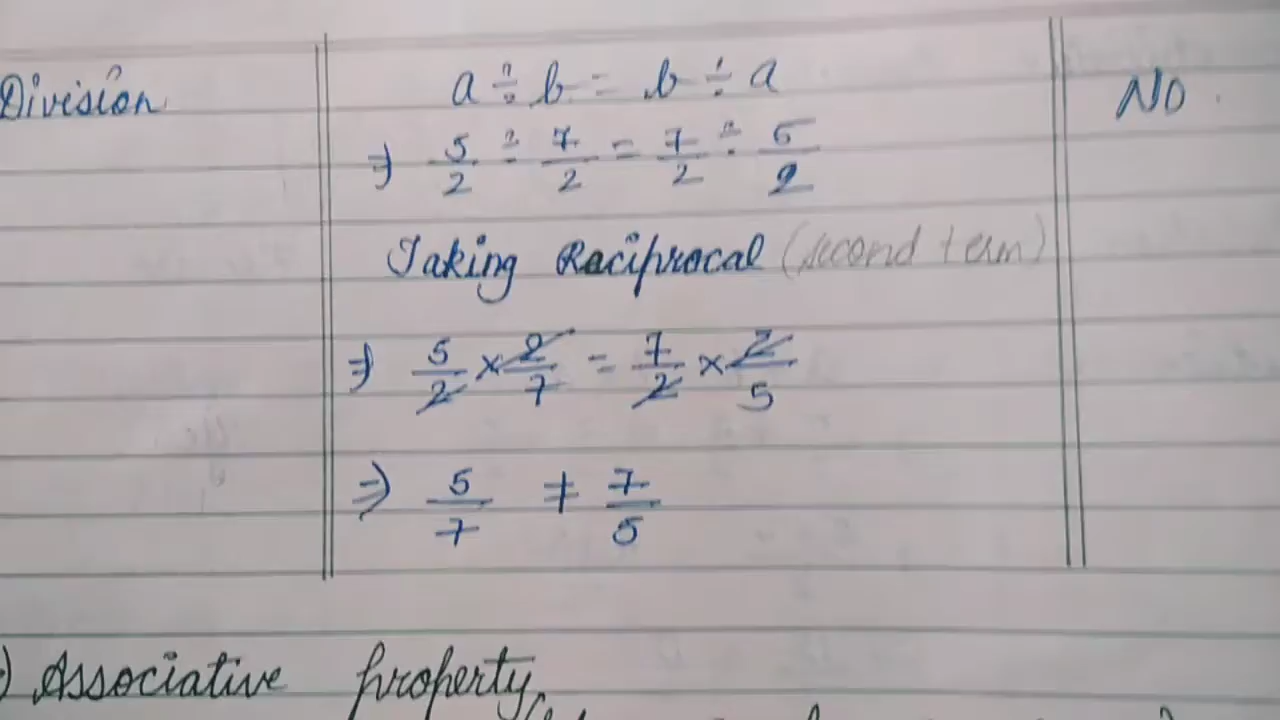 Division a ÷ b = b ÷ a NO.
⇒ 5/2 ÷ 7/2 = 7/2 ÷ 5/2
Taking Reciprocal (second term)
⇒ 5/2 × 2/7 = 7/2 × 2/5
⇒ 5/7 ≠ 7/5
Associative property